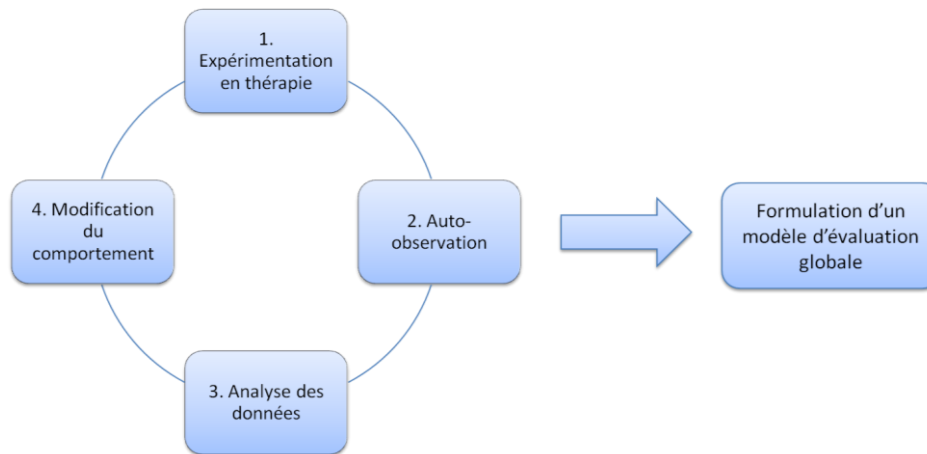 1.
Expérimentation
en thérapie
2. Auto-
observation
3. Analyse des
données
4. Modification
du
comportement
Formulation d'un
modèle d'évaluation
globale